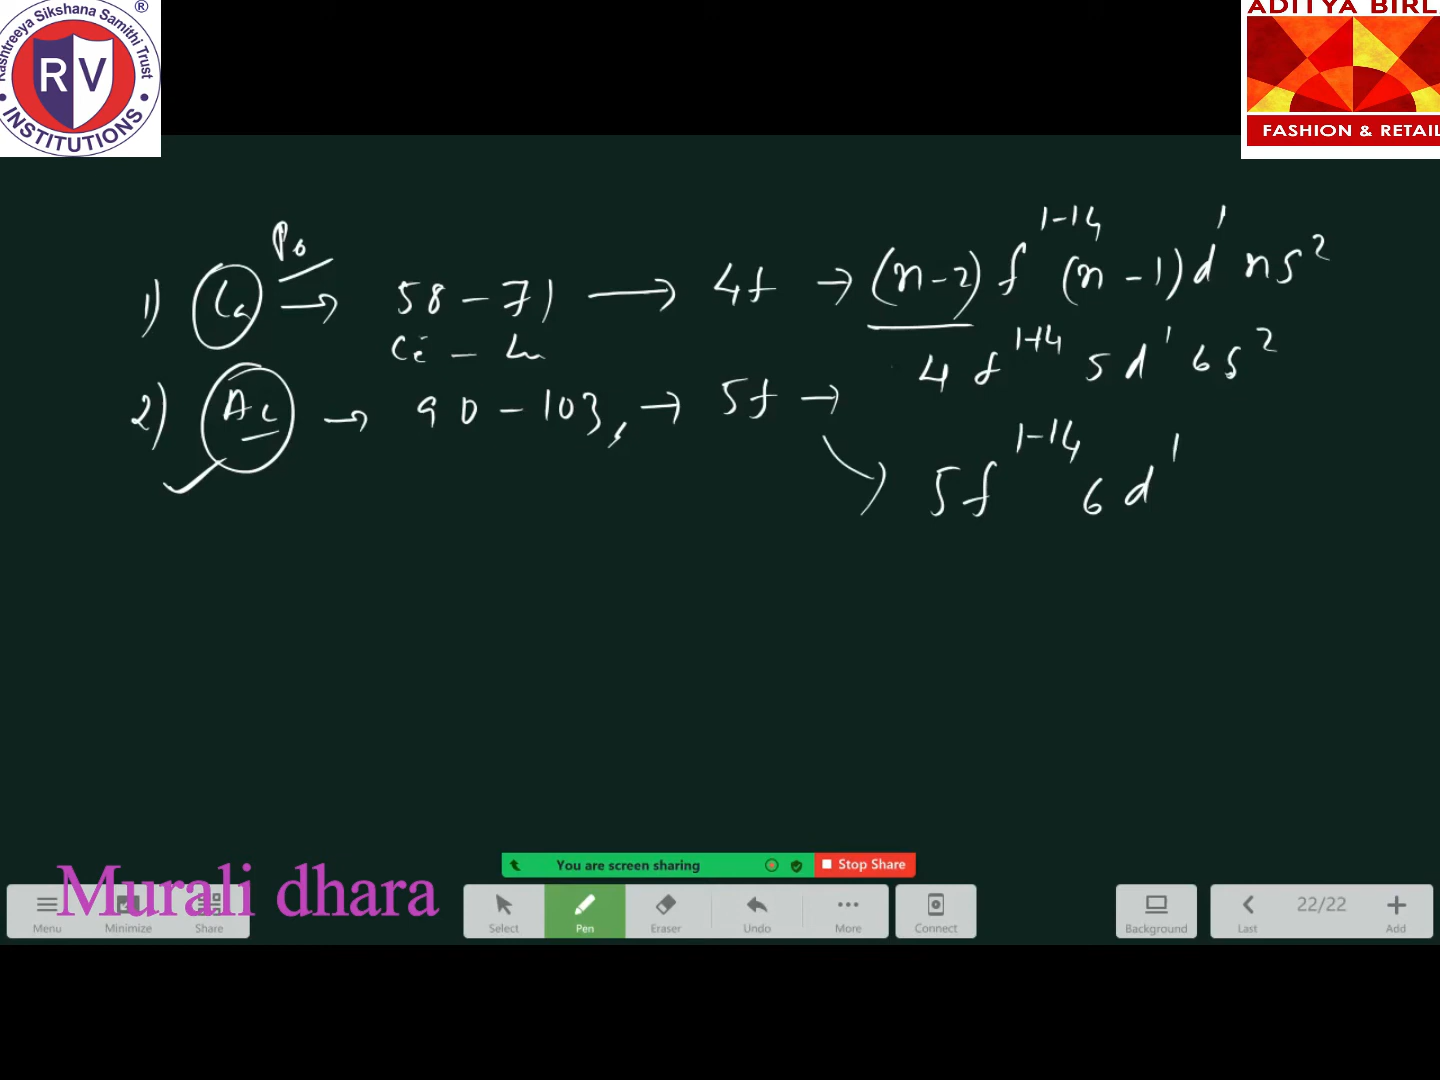 Rashtreeya Sikshana Samithi Trust
®
RV
• INSTITUTIONS •
ADITYA BIRL
FASHION & RETAIL
Po
1) La → 58 – 71 → 4f → (n-2)f¹⁻¹⁴ (n-1)d¹ ns²
Ce – Lu
4f¹⁻¹⁴ 5d¹ 6s²
2) Ac → 90 – 103, → 5f →
5f¹⁻¹⁴ 6d¹
You are screen sharing
Stop Share
Murali dhara
Menu Minimize Share Select Pen Eraser Undo More Connect Background Last 22/22 Add